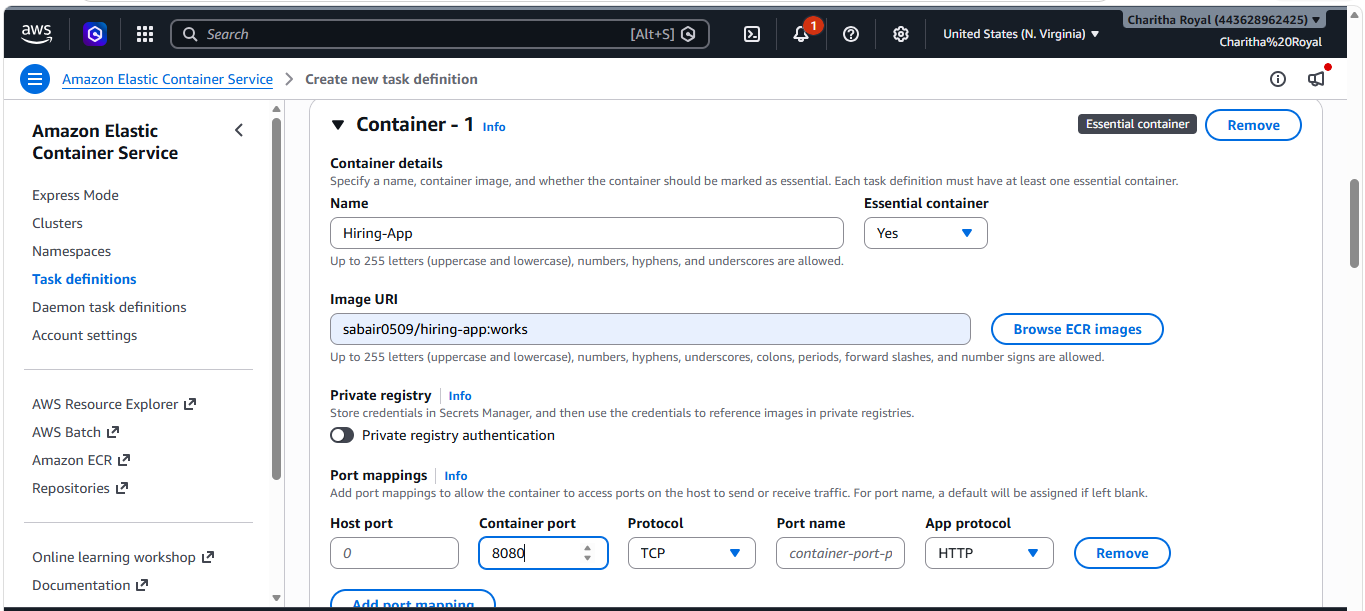 aws
Search
[Alt+S]
1
United States (N. Virginia)
Charitha Royal (443628962425)
Charitha%20Royal
Amazon Elastic Container Service
Create new task definition
Amazon Elastic
Container Service
Express Mode
Clusters
Namespaces
Task definitions
Daemon task definitions
Account settings
AWS Resource Explorer
AWS Batch
Amazon ECR
Repositories
Online learning workshop
Documentation
Container - 1 Info
Essential container
Remove
Container details
Specify a name, container image, and whether the container should be marked as essential. Each task definition must have at least one essential container.
Name
Essential container
Hiring-App
Yes
Up to 255 letters (uppercase and lowercase), numbers, hyphens, and underscores are allowed.
Image URI
sabair0509/hiring-app:works
Browse ECR images
Up to 255 letters (uppercase and lowercase), numbers, hyphens, underscores, colons, periods, forward slashes, and number signs are allowed.
Private registry Info
Store credentials in Secrets Manager, and then use the credentials to reference images in private registries.
Private registry authentication
Port mappings Info
Add port mappings to allow the container to access ports on the host to send or receive traffic. For port name, a default will be assigned if left blank.
Host port Container port Protocol Port name App protocol
0 8080 TCP container-port-p HTTP Remove
Add port mapping